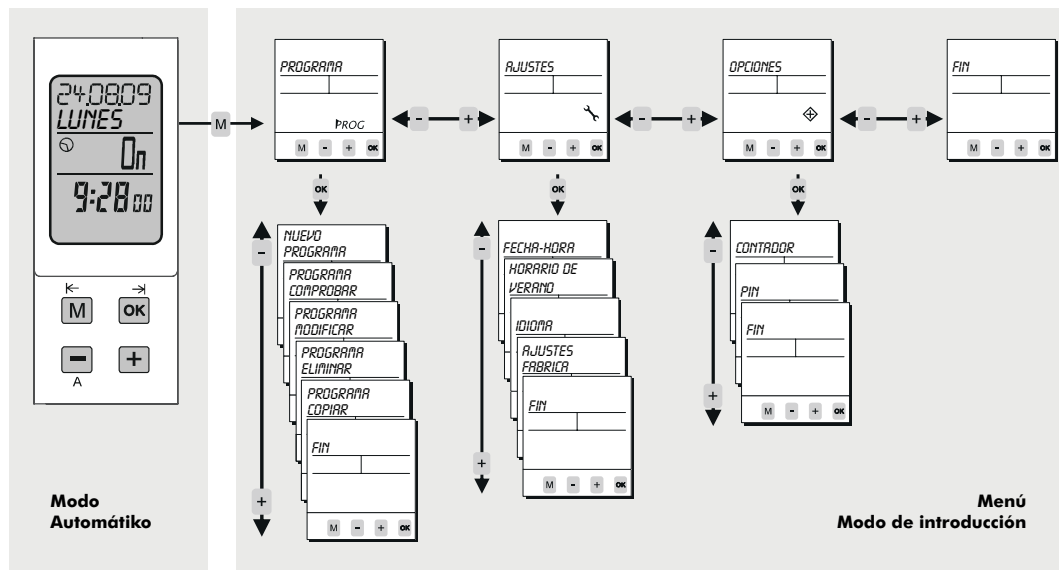 24.08.09
LUNES
On
9:28 00
M
OK
-
+
A
Modo
Automátiko
M
PROGRAMA
PROG
M - + OK
- +
AJUSTES
M - + OK
- +
OPCIONES
M - + OK
- +
FIN
M - + OK
OK
-
NUEVO
PROGRAMA
PROGRAMA
COMPROBAR
PROGRAMA
MODIFICAR
PROGRAMA
ELIMINAR
PROGRAMA
COPIAR
FIN
M - + OK
+
OK
-
FECHA-HORA
HORARIO DE
VERANO
IDIOMA
AJUSTES
FABRICA
FIN
M - + OK
+
OK
-
CONTADOR
PIN
FIN
M - + OK
+
Menú
Modo de introducción